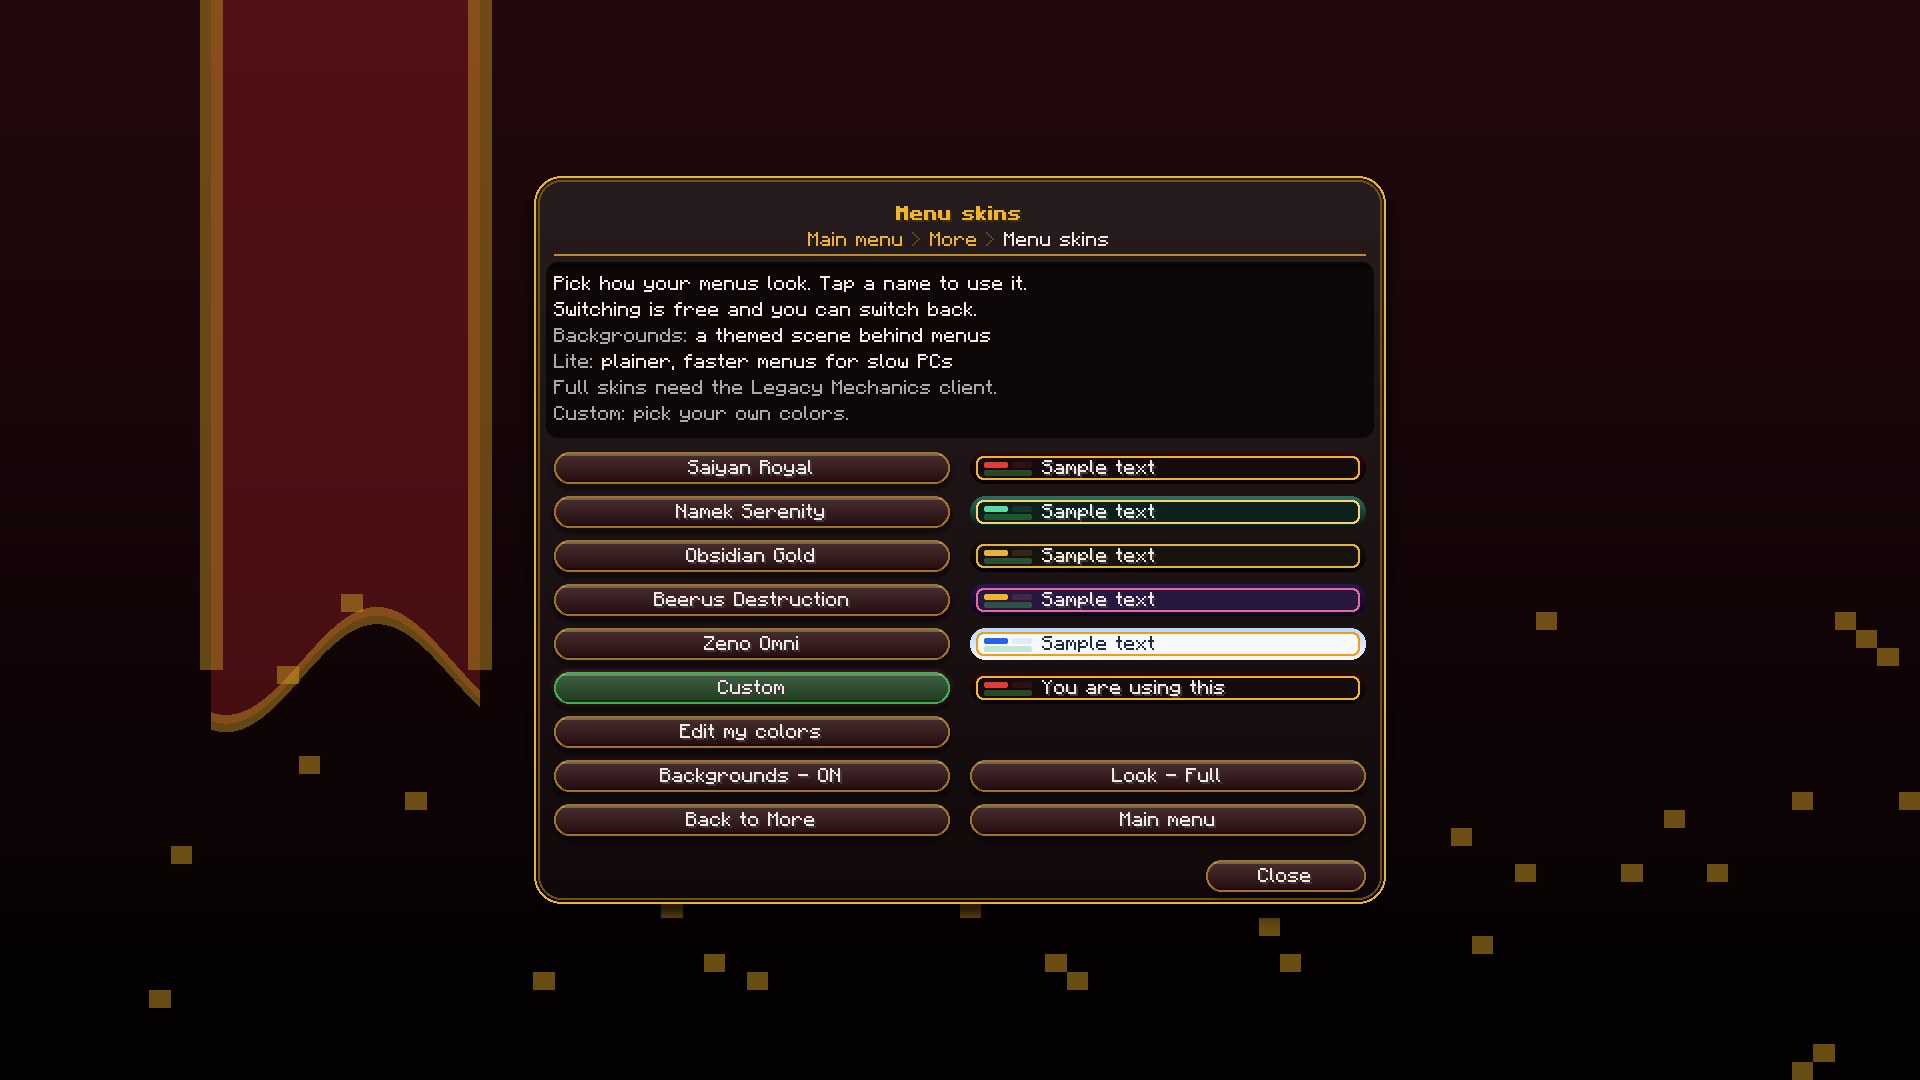 Menu skins
Main menu > More > Menu skins
Pick how your menus look. Tap a name to use it.
Switching is free and you can switch back.
Backgrounds: a themed scene behind menus
Lite: plainer, faster menus for slow PCs
Full skins need the Legacy Mechanics client.
Custom: pick your own colors.
Saiyan Royal
Sample text
Namek Serenity
Sample text
Obsidian Gold
Sample text
Beerus Destruction
Sample text
Zeno Omni
Sample text
Custom
You are using this
Edit my colors
Backgrounds - ON
Look - Full
Back to More
Main menu
Close